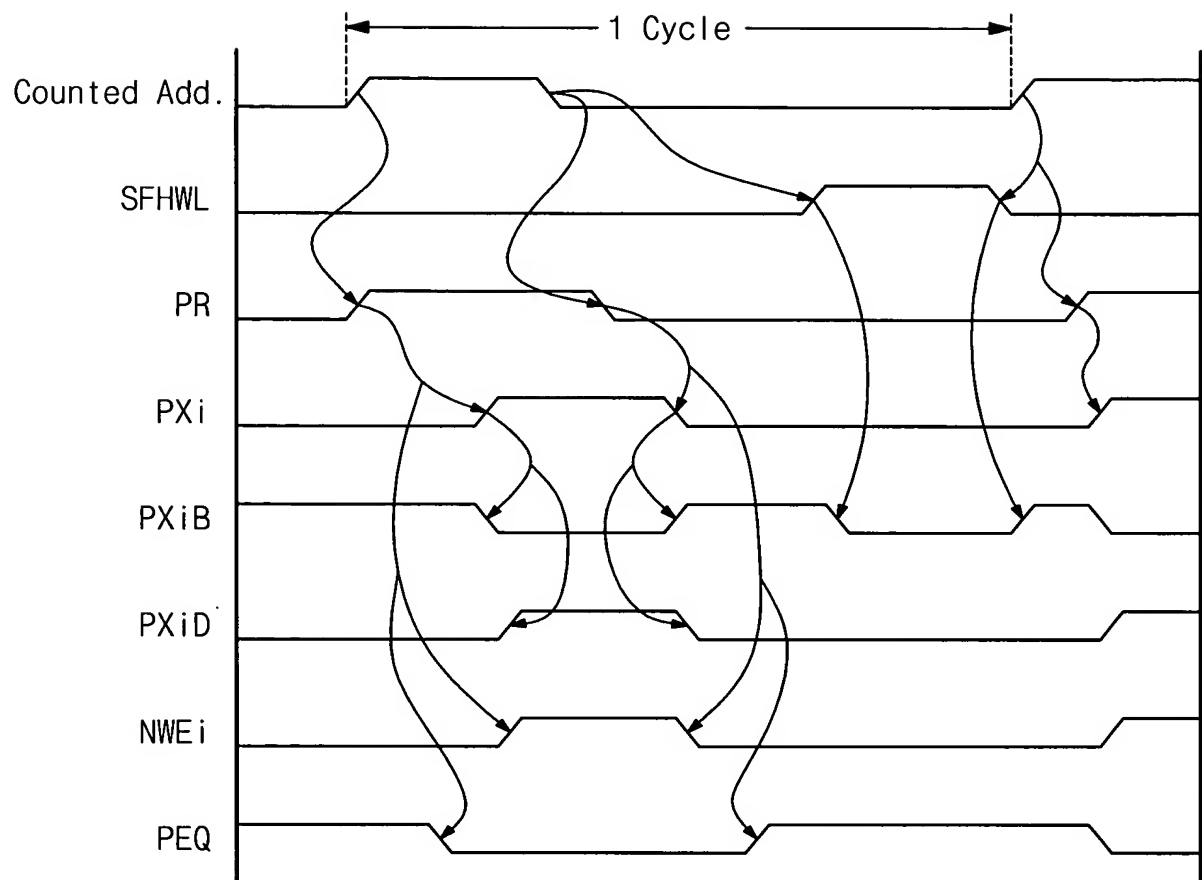 1 Cycle
Counted Add.
SFHWL
PR
PXi
PXiB
PXiD
NWEi
PEQ